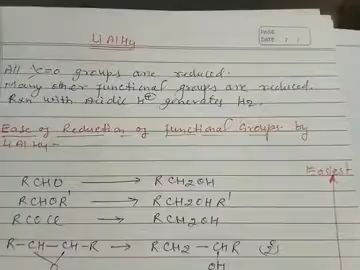 PAGE
DATE
LiAlH4
All >C=O groups are reduced.
Many other functional groups are reduced.
Rxn with Acidic H⊕ generates H2.
Ease of Reduction of functional Groups by
LiAlH4 -
Easiest
RCHO → RCH2OH
RCHOR' → RCH2OHR'
RCOCl → RCH2OH
R-CH-CH-R → RCH2-CHR
O OH